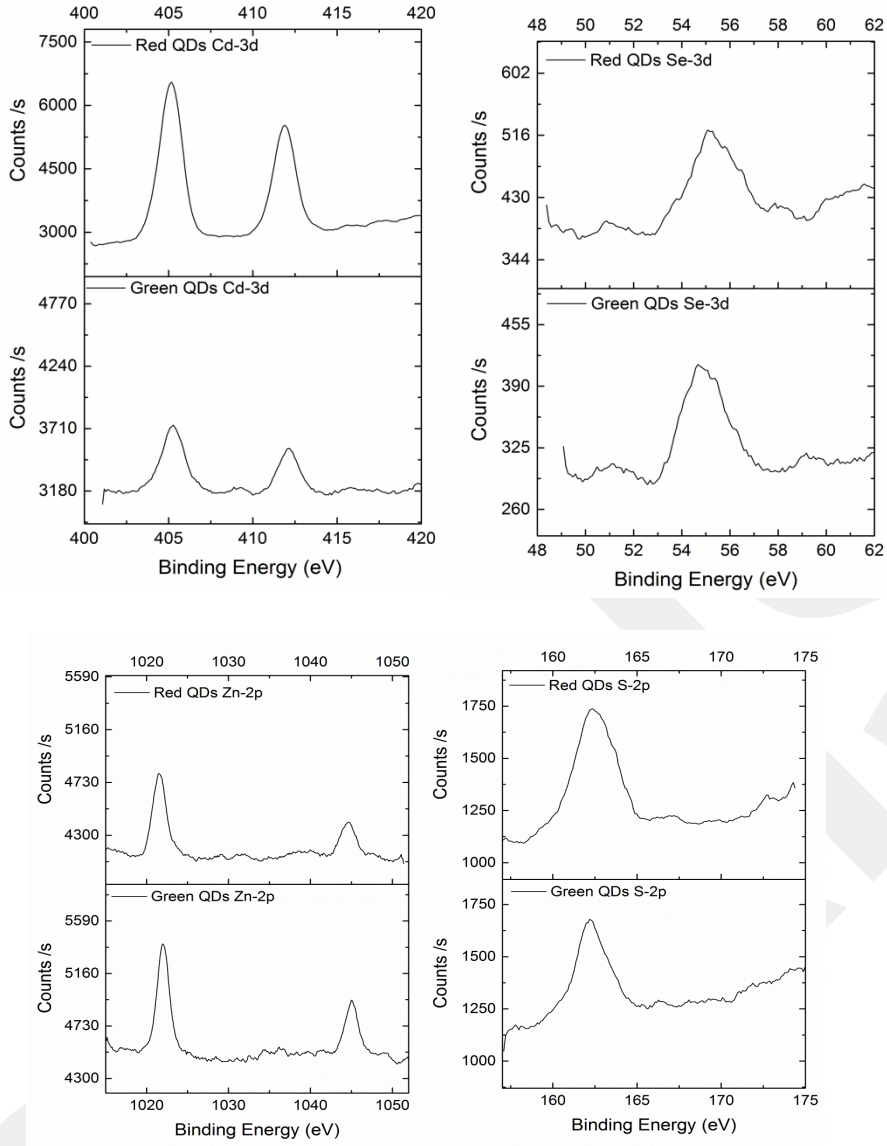 400 405 410 415 420
7500
6000
4500
3000
Counts /s
Red QDs Cd-3d
4770
4240
3710
3180
Counts /s
Green QDs Cd-3d
400 405 410 415 420
Binding Energy (eV)
48 50 52 54 56 58 60 62
602
516
430
344
Counts /s
Red QDs Se-3d
455
390
325
260
Counts /s
Green QDs Se-3d
48 50 52 54 56 58 60 62
Binding Energy (eV)
1020 1030 1040 1050
5590
5160
4730
4300
Counts /s
Red QDs Zn-2p
5590
5160
4730
4300
Counts /s
Green QDs Zn-2p
1020 1030 1040 1050
Binding Energy (eV)
160 165 170 175
1750
1500
1250
1000
Counts /s
Red QDs S-2p
1750
1500
1250
1000
Counts /s
Green QDs S-2p
160 165 170 175
Binding Energy (eV)